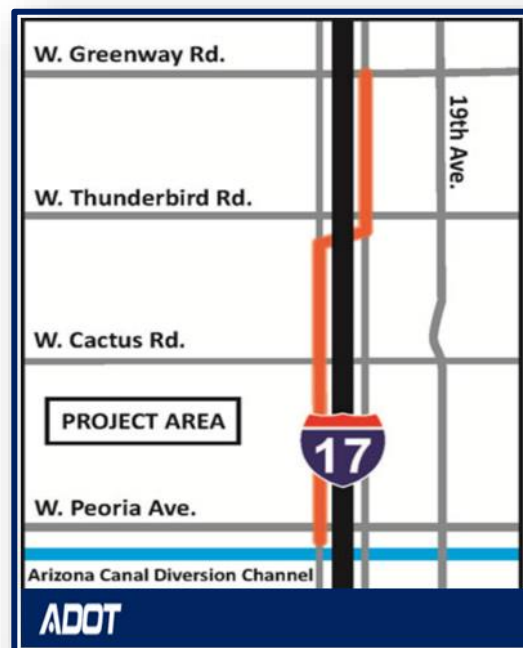 W. Greenway Rd.
19th Ave.
W. Thunderbird Rd.
W. Cactus Rd.
PROJECT AREA
17
W. Peoria Ave.
Arizona Canal Diversion Channel
ADOT